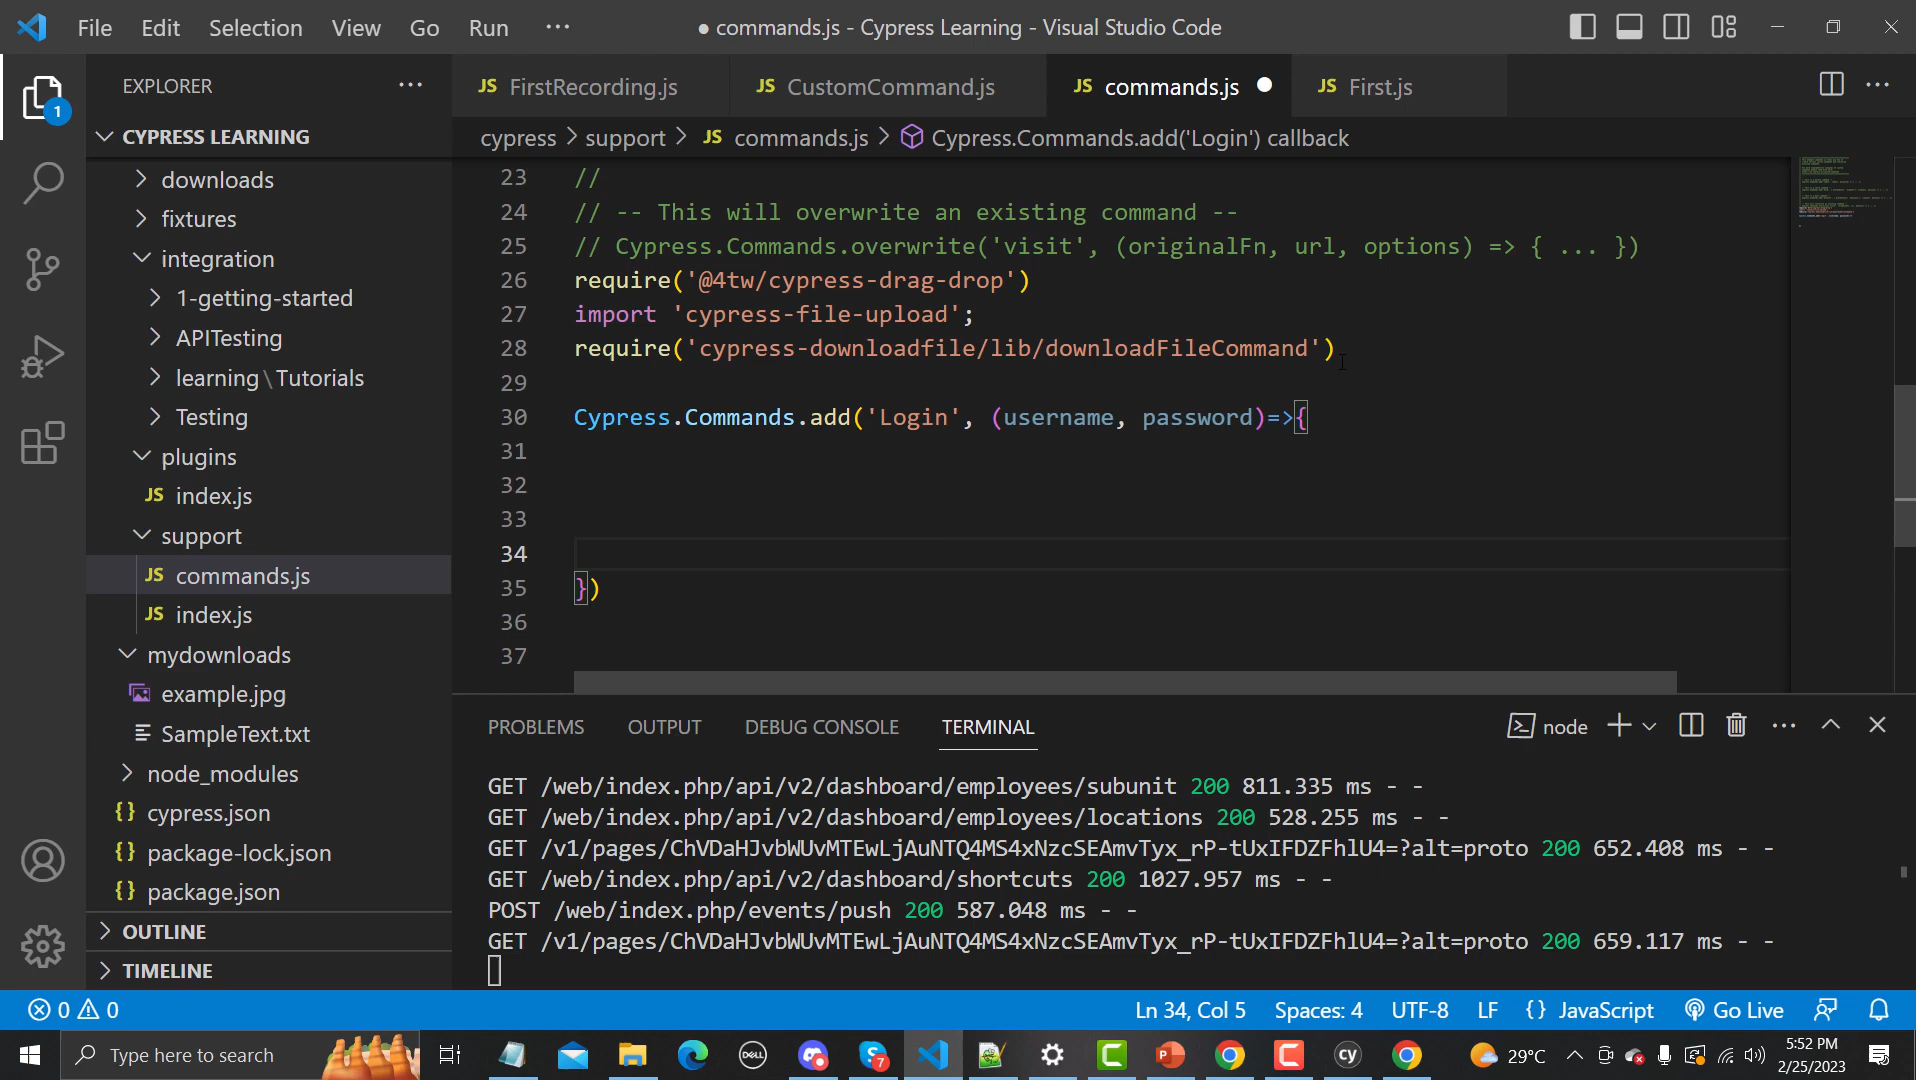 File Edit Selection View Go Run ··· ● commands.js - Cypress Learning - Visual Studio Code
EXPLORER ···
JS FirstRecording.js JS CustomCommand.js JS commands.js ● JS First.js ···
CYPRESS LEARNING
cypress > support > JS commands.js > Cypress.Commands.add('Login') callback
downloads
fixtures
integration
1-getting-started
APITesting
learning\Tutorials
Testing
plugins
JS index.js
support
JS commands.js
JS index.js
mydownloads
example.jpg
SampleText.txt
node_modules
{} cypress.json
{} package-lock.json
{} package.json
OUTLINE
TIMELINE
1
23 //
24 // -- This will overwrite an existing command --
25 // Cypress.Commands.overwrite('visit', (originalFn, url, options) => { ... })
26 require('@4tw/cypress-drag-drop')
27 import 'cypress-file-upload';
28 require('cypress-downloadfile/lib/downloadFileCommand')
29
30 Cypress.Commands.add('Login', (username, password)=>{
31
32
33
34
35 })
36
37
PROBLEMS OUTPUT DEBUG CONSOLE TERMINAL node ···
GET /web/index.php/api/v2/dashboard/employees/subunit 200 811.335 ms - -
GET /web/index.php/api/v2/dashboard/employees/locations 200 528.255 ms - -
GET /v1/pages/ChVDaHJvbWUvMTEwLjAuNTQ4MS4xNzcSEAmvTyx_rP-tUxIFDZFhlU4=?alt=proto 200 652.408 ms - -
GET /web/index.php/api/v2/dashboard/shortcuts 200 1027.957 ms - -
POST /web/index.php/events/push 200 587.048 ms - -
GET /v1/pages/ChVDaHJvbWUvMTEwLjAuNTQ4MS4xNzcSEAmvTyx_rP-tUxIFDZFhlU4=?alt=proto 200 659.117 ms - -
0 0 Ln 34, Col 5 Spaces: 4 UTF-8 LF {} JavaScript Go Live
Type here to search DELL 7 cy 29°C 5:52 PM
2/25/2023